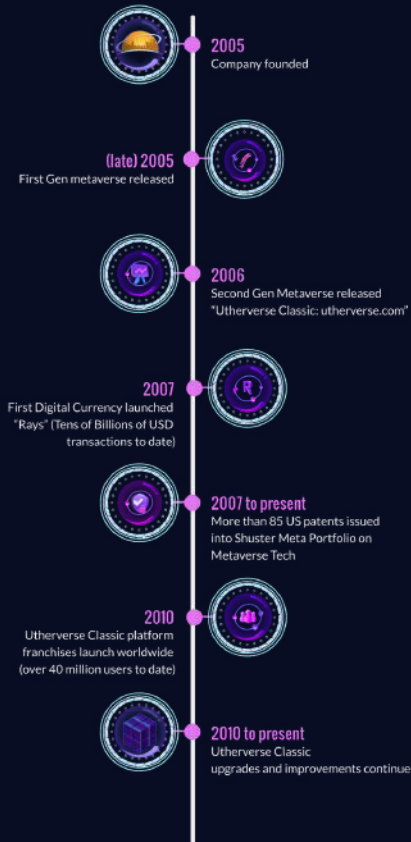 2005
Company founded
(late) 2005
First Gen metaverse released
2006
Second Gen Metaverse released
"Utherverse Classic: utherverse.com"
2007
First Digital Currency launched
"Rays" (Tens of Billions of USD
transactions to date)
2007 to present
More than 85 US patents issued
into Shuster Meta Portfolio on
Metaverse Tech
2010
Utherverse Classic platform
franchises launch worldwide
(over 40 million users to date)
2010 to present
Utherverse Classic
upgrades and improvements continue